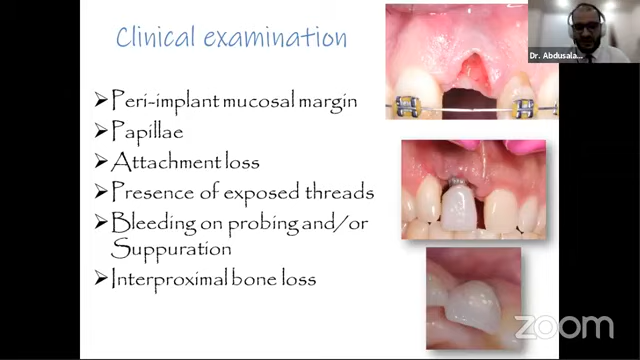 Clinical examination
Dr. Abdusala...
Peri-implant mucosal margin
Papillae
Attachment loss
Presence of exposed threads
Bleeding on probing and/or
Suppuration
Interproximal bone loss
zoom